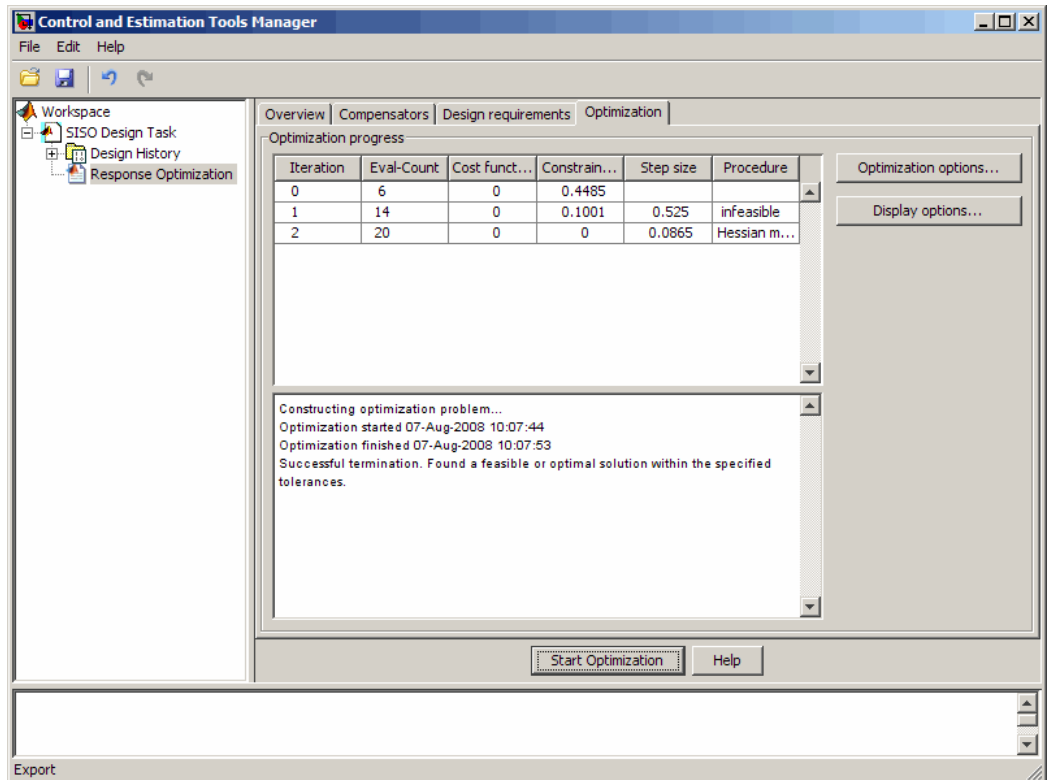 Control and Estimation Tools Manager
File Edit Help
Workspace
SISO Design Task
Design History
Response Optimization
Overview Compensators Design requirements Optimization
Optimization progress
Iteration Eval-Count Cost funct... Constrain... Step size Procedure
0 6 0 0.4485
1 14 0 0.1001 0.525 infeasible
2 20 0 0 0.0865 Hessian m...
Optimization options...
Display options...
Constructing optimization problem...
Optimization started 07-Aug-2008 10:07:44
Optimization finished 07-Aug-2008 10:07:53
Successful termination. Found a feasible or optimal solution within the specified
tolerances.
Start Optimization Help
Export